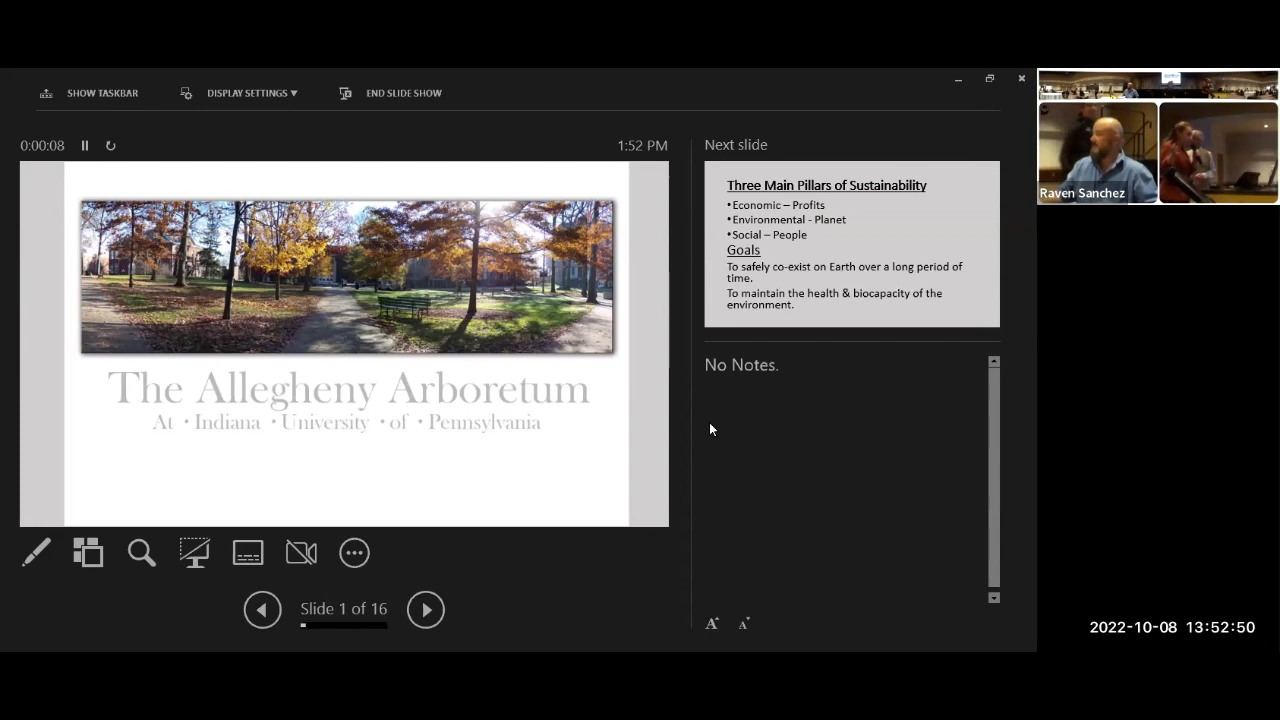 SHOW TASKBAR
DISPLAY SETTINGS ▼
END SLIDE SHOW
0:00:08
1:52 PM
The Allegheny Arboretum
At • Indiana • University • of • Pennsylvania
Slide 1 of 16
Next slide
Three Main Pillars of Sustainability
•Economic – Profits
•Environmental - Planet
•Social – People
Goals
To safely co-exist on Earth over a long period of
time.
To maintain the health & biocapacity of the
environment.
No Notes.
A A
Raven Sanchez
2022-10-08 13:52:50